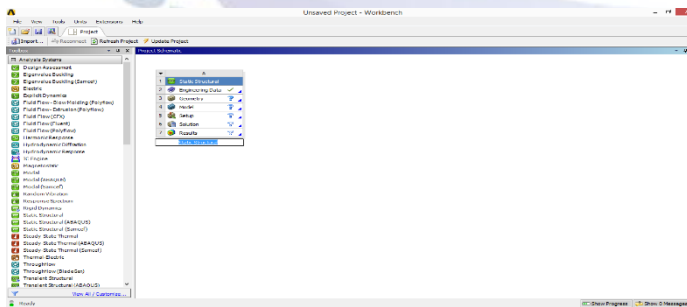 Unsaved Project - Workbench
File View Tools Units Extensions Help
Project
Import... Reconnect Refresh Project Update Project
Toolbox
Project Schematic
Analysis Systems
Design Assessment
Eigenvalue Buckling
Eigenvalue Buckling (Samcef)
Electric
Explicit Dynamics
Fluid Flow - Blow Molding (Polyflow)
Fluid Flow - Extrusion (Polyflow)
Fluid Flow (CFX)
Fluid Flow (Fluent)
Fluid Flow (Polyflow)
Harmonic Response
Hydrodynamic Diffraction
Hydrodynamic Response
IC Engine
Magnetostatic
Modal
Modal (ABAQUS)
Modal (Samcef)
Random Vibration
Response Spectrum
Rigid Dynamics
Static Structural
Static Structural (ABAQUS)
Static Structural (Samcef)
Steady-State Thermal
Steady-State Thermal (ABAQUS)
Steady-State Thermal (Samcef)
Thermal-Electric
Throughflow
Throughflow (BladeGen)
Transient Structural
Transient Structural (ABAQUS)
View All / Customize...
A
1 Static Structural
2 Engineering Data
3 Geometry
4 Model
5 Setup
6 Solution
7 Results
Static Structural
Ready
Show Progress Show 0 Messages